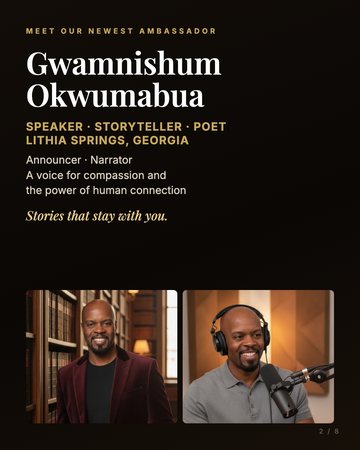 MEET OUR NEWEST AMBASSADOR
Gwamnishum
Okwumabua
SPEAKER · STORYTELLER · POET
LITHIA SPRINGS, GEORGIA
Announcer · Narrator
A voice for compassion and
the power of human connection
Stories that stay with you.
2 / 8